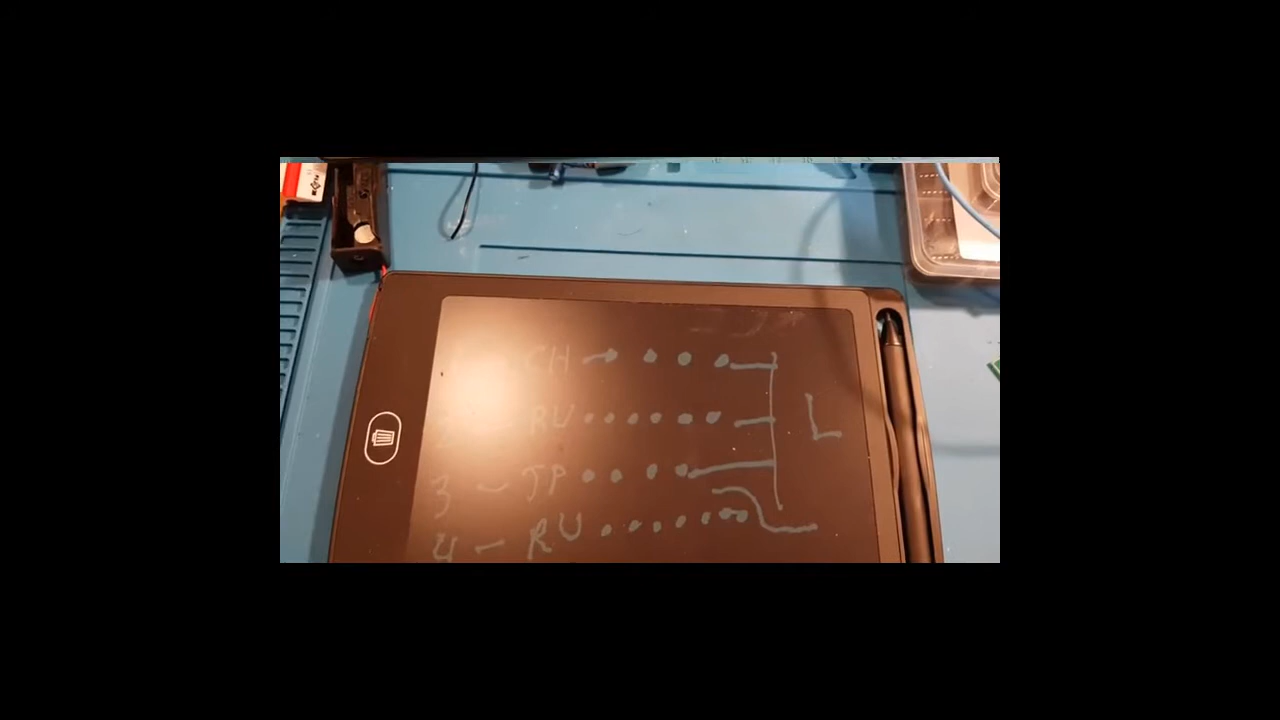 CH → • • • —
RU • • • • • —
3 - JP • • • • —
4 - RU • • • • • • •